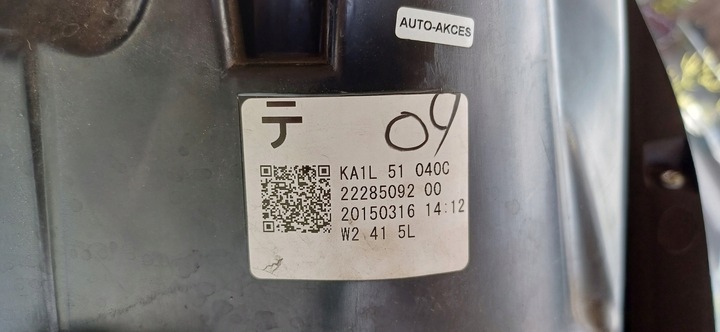 AUTO-AKCES
テ
09
KA1L 51 040C
22285092 00
20150316 14:12
W2 41 5L